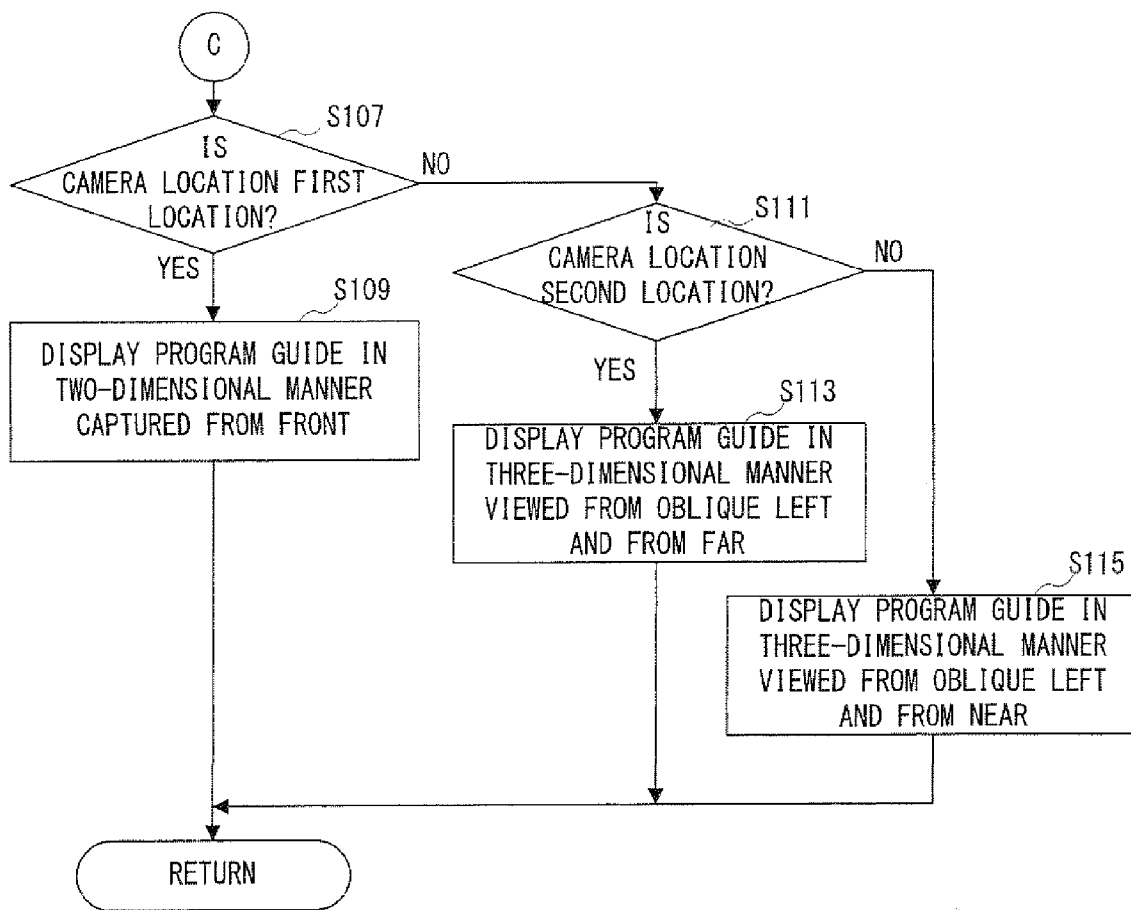 C
S107
IS
CAMERA LOCATION FIRST
LOCATION?
NO
YES
S111
IS
CAMERA LOCATION
SECOND LOCATION?
NO
YES
S109
DISPLAY PROGRAM GUIDE IN
TWO-DIMENSIONAL MANNER
CAPTURED FROM FRONT
S113
DISPLAY PROGRAM GUIDE IN
THREE-DIMENSIONAL MANNER
VIEWED FROM OBLIQUE LEFT
AND FROM FAR
S115
DISPLAY PROGRAM GUIDE IN
THREE-DIMENSIONAL MANNER
VIEWED FROM OBLIQUE LEFT
AND FROM NEAR
RETURN